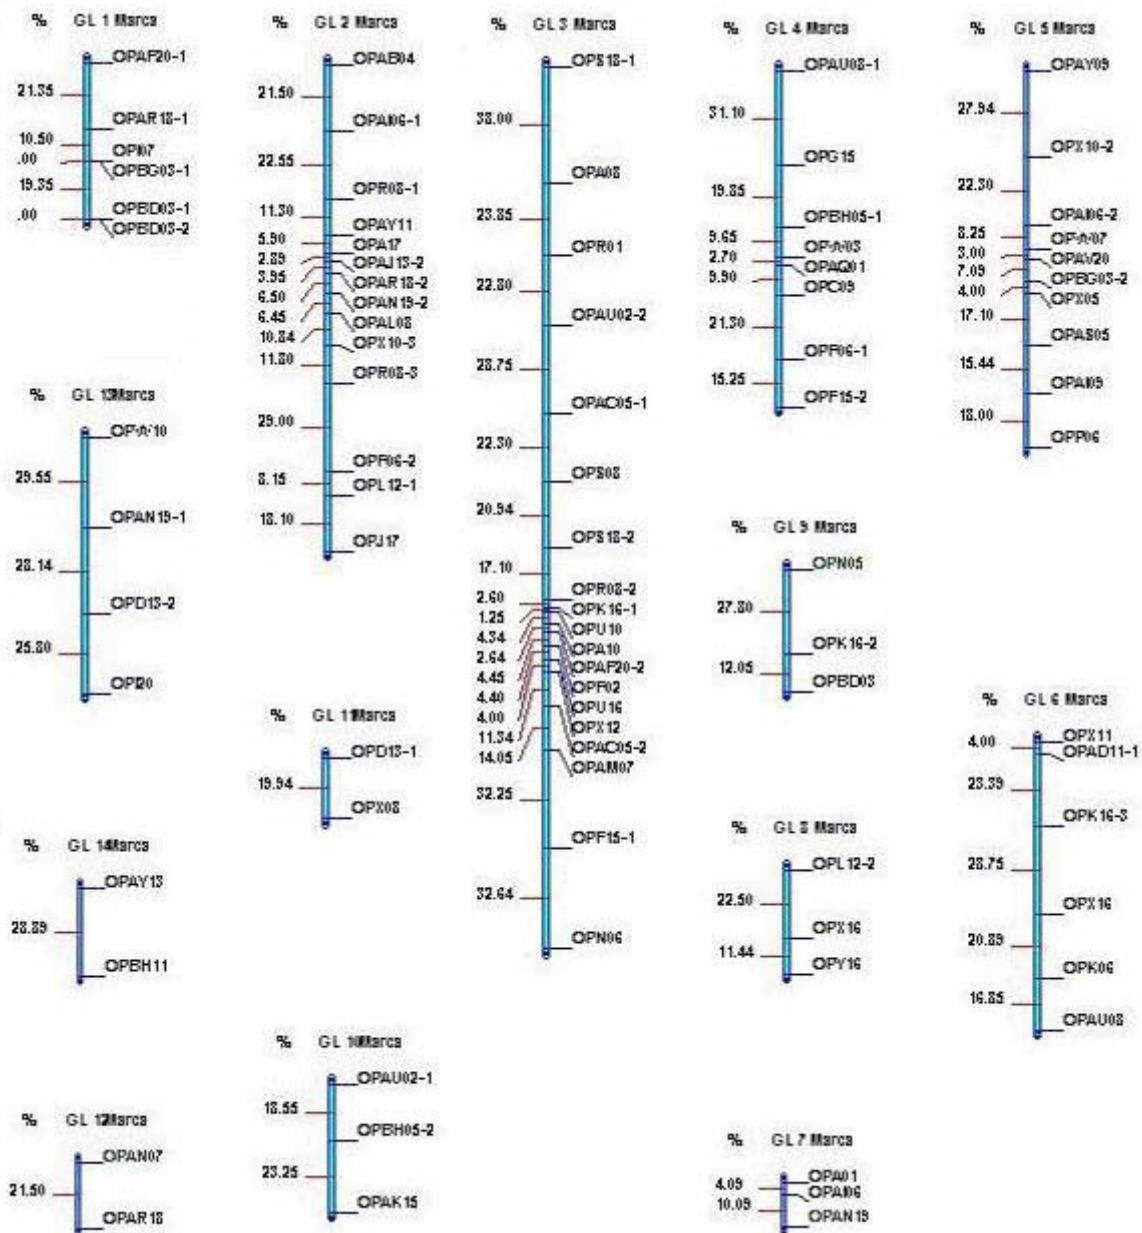 % GL 1 Marca
OPAF20-1
21.35
OPAR18-1
10.50
OPI07
.00
OPBG03-1
19.35
OPBD03-1
.00
OPBD03-2
% GL 2 Marca
OPAE04
21.50
OPAI06-1
22.55
OPR08-1
11.30
OPAY11
5.90
OPA17
2.89
OPAJ13-2
3.95
OPAR18-2
6.50
OPAN19-2
6.45
OPAL08
10.84
OPX10-3
11.80
OPR08-3
29.00
OPF06-2
8.15
OPL12-1
18.10
OPJ17
% GL 3 Marca
OPS18-1
38.00
OPA08
23.85
OPR01
22.80
OPAU02-2
28.75
OPAC05-1
22.30
OPS08
20.94
OPS18-2
17.10
OPR08-2
2.60
OPK16-1
1.25
OPU10
4.34
OPA10
2.64
OPAF20-2
4.45
OPF02
4.40
OPU16
4.00
OPX12
11.34
OPAC05-2
14.05
OPAM07
32.25
OPF15-1
32.64
OPN06
% GL 4 Marca
OPAU08-1
31.10
OPG15
19.85
OPBH05-1
9.65
OPAV03
2.70
OPAQ01
9.90
OPC09
21.30
OPF06-1
15.25
OPF15-2
% GL 5 Marca
OPAY09
27.94
OPX10-2
22.30
OPAI06-2
8.25
OPAV07
3.00
OPAV20
7.09
OPBG03-2
4.00
OPX05
17.10
OPAS05
15.44
OPAI09
18.00
OPP06
% GL 13Marca
29.55
OPAN19-1
28.14
OPD13-2
25.80
OPI20
% GL 9 Marca
OPN05
27.80
OPK16-2
12.05
OPBD03
% GL 11Marca
OPD13-1
19.94
OPX08
% GL 6 Marca
OPX11
4.00
OPAD11-1
23.39
OPK16-3
28.75
OPX16
20.89
OPK06
16.85
OPAU08
% GL 14Marca
OPAY13
28.89
OPBH11
% GL 8 Marca
OPL12-2
22.50
OPX16
11.44
OPY16
% GL 10Marca
OPAU02-1
18.55
OPBH05-2
23.25
OPAK15
% GL 12Marca
OPAN07
21.50
OPAR18
% GL 7 Marca
OPA01
4.09
OPAI06
10.09
OPAN19